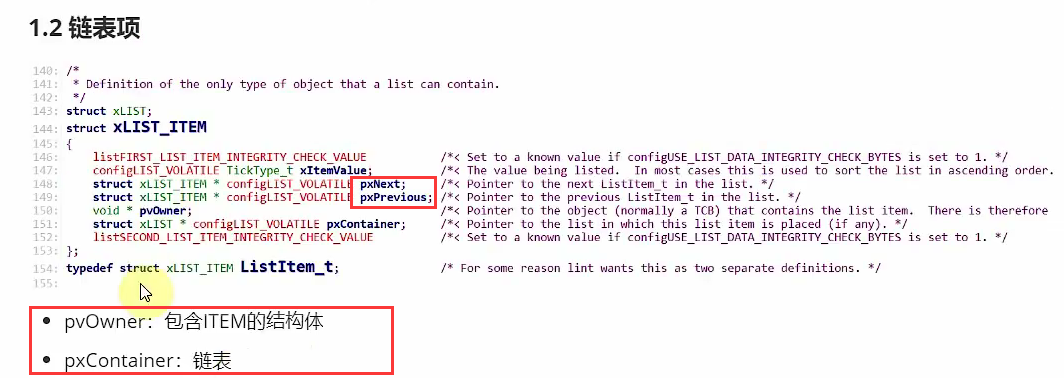 1.2 链表项
140: /*
141:  * Definition of the only type of object that a list can contain.
142:  */
143: struct xLIST;
144: struct xLIST_ITEM
145: {
146:     listFIRST_LIST_ITEM_INTEGRITY_CHECK_VALUE /*< Set to a known value if configUSE_LIST_DATA_INTEGRITY_CHECK_BYTES is set to 1. */
147:     configLIST_VOLATILE TickType_t xItemValue; /*< The value being listed.  In most cases this is used to sort the list in ascending order.
148:     struct xLIST_ITEM * configLIST_VOLATILE pxNext; /*< Pointer to the next ListItem_t in the list. */
149:     struct xLIST_ITEM * configLIST_VOLATILE pxPrevious; /*< Pointer to the previous ListItem_t in the list. */
150:     void * pvOwner; /*< Pointer to the object (normally a TCB) that contains the list item.  There is therefore
151:     struct xLIST * configLIST_VOLATILE pxContainer; /*< Pointer to the list in which this list item is placed (if any). */
152:     listSECOND_LIST_ITEM_INTEGRITY_CHECK_VALUE /*< Set to a known value if configUSE_LIST_DATA_INTEGRITY_CHECK_BYTES is set to 1. */
153: };
154: typedef struct xLIST_ITEM ListItem_t; /* For some reason lint wants this as two separate definitions. */
155:
• pvOwner：包含ITEM的结构体
• pxContainer：链表